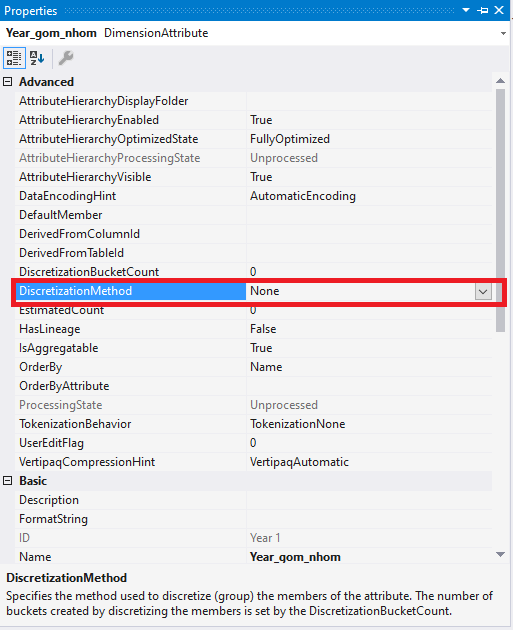 Properties
Year_gom_nhom DimensionAttribute
Advanced
AttributeHierarchyDisplayFolder
AttributeHierarchyEnabled True
AttributeHierarchyOptimizedState FullyOptimized
AttributeHierarchyProcessingState Unprocessed
AttributeHierarchyVisible True
DataEncodingHint AutomaticEncoding
DefaultMember
DerivedFromColumnId
DerivedFromTableId
DiscretizationBucketCount 0
DiscretizationMethod None
EstimatedCount 0
HasLineage False
IsAggregatable True
OrderBy Name
OrderByAttribute
ProcessingState Unprocessed
TokenizationBehavior TokenizationNone
UserEditFlag 0
VertipaqCompressionHint VertipaqAutomatic
Basic
Description
FormatString
ID Year 1
Name Year_gom_nhom
DiscretizationMethod
Specifies the method used to discretize (group) the members of the attribute. The number of
buckets created by discretizing the members is set by the DiscretizationBucketCount.